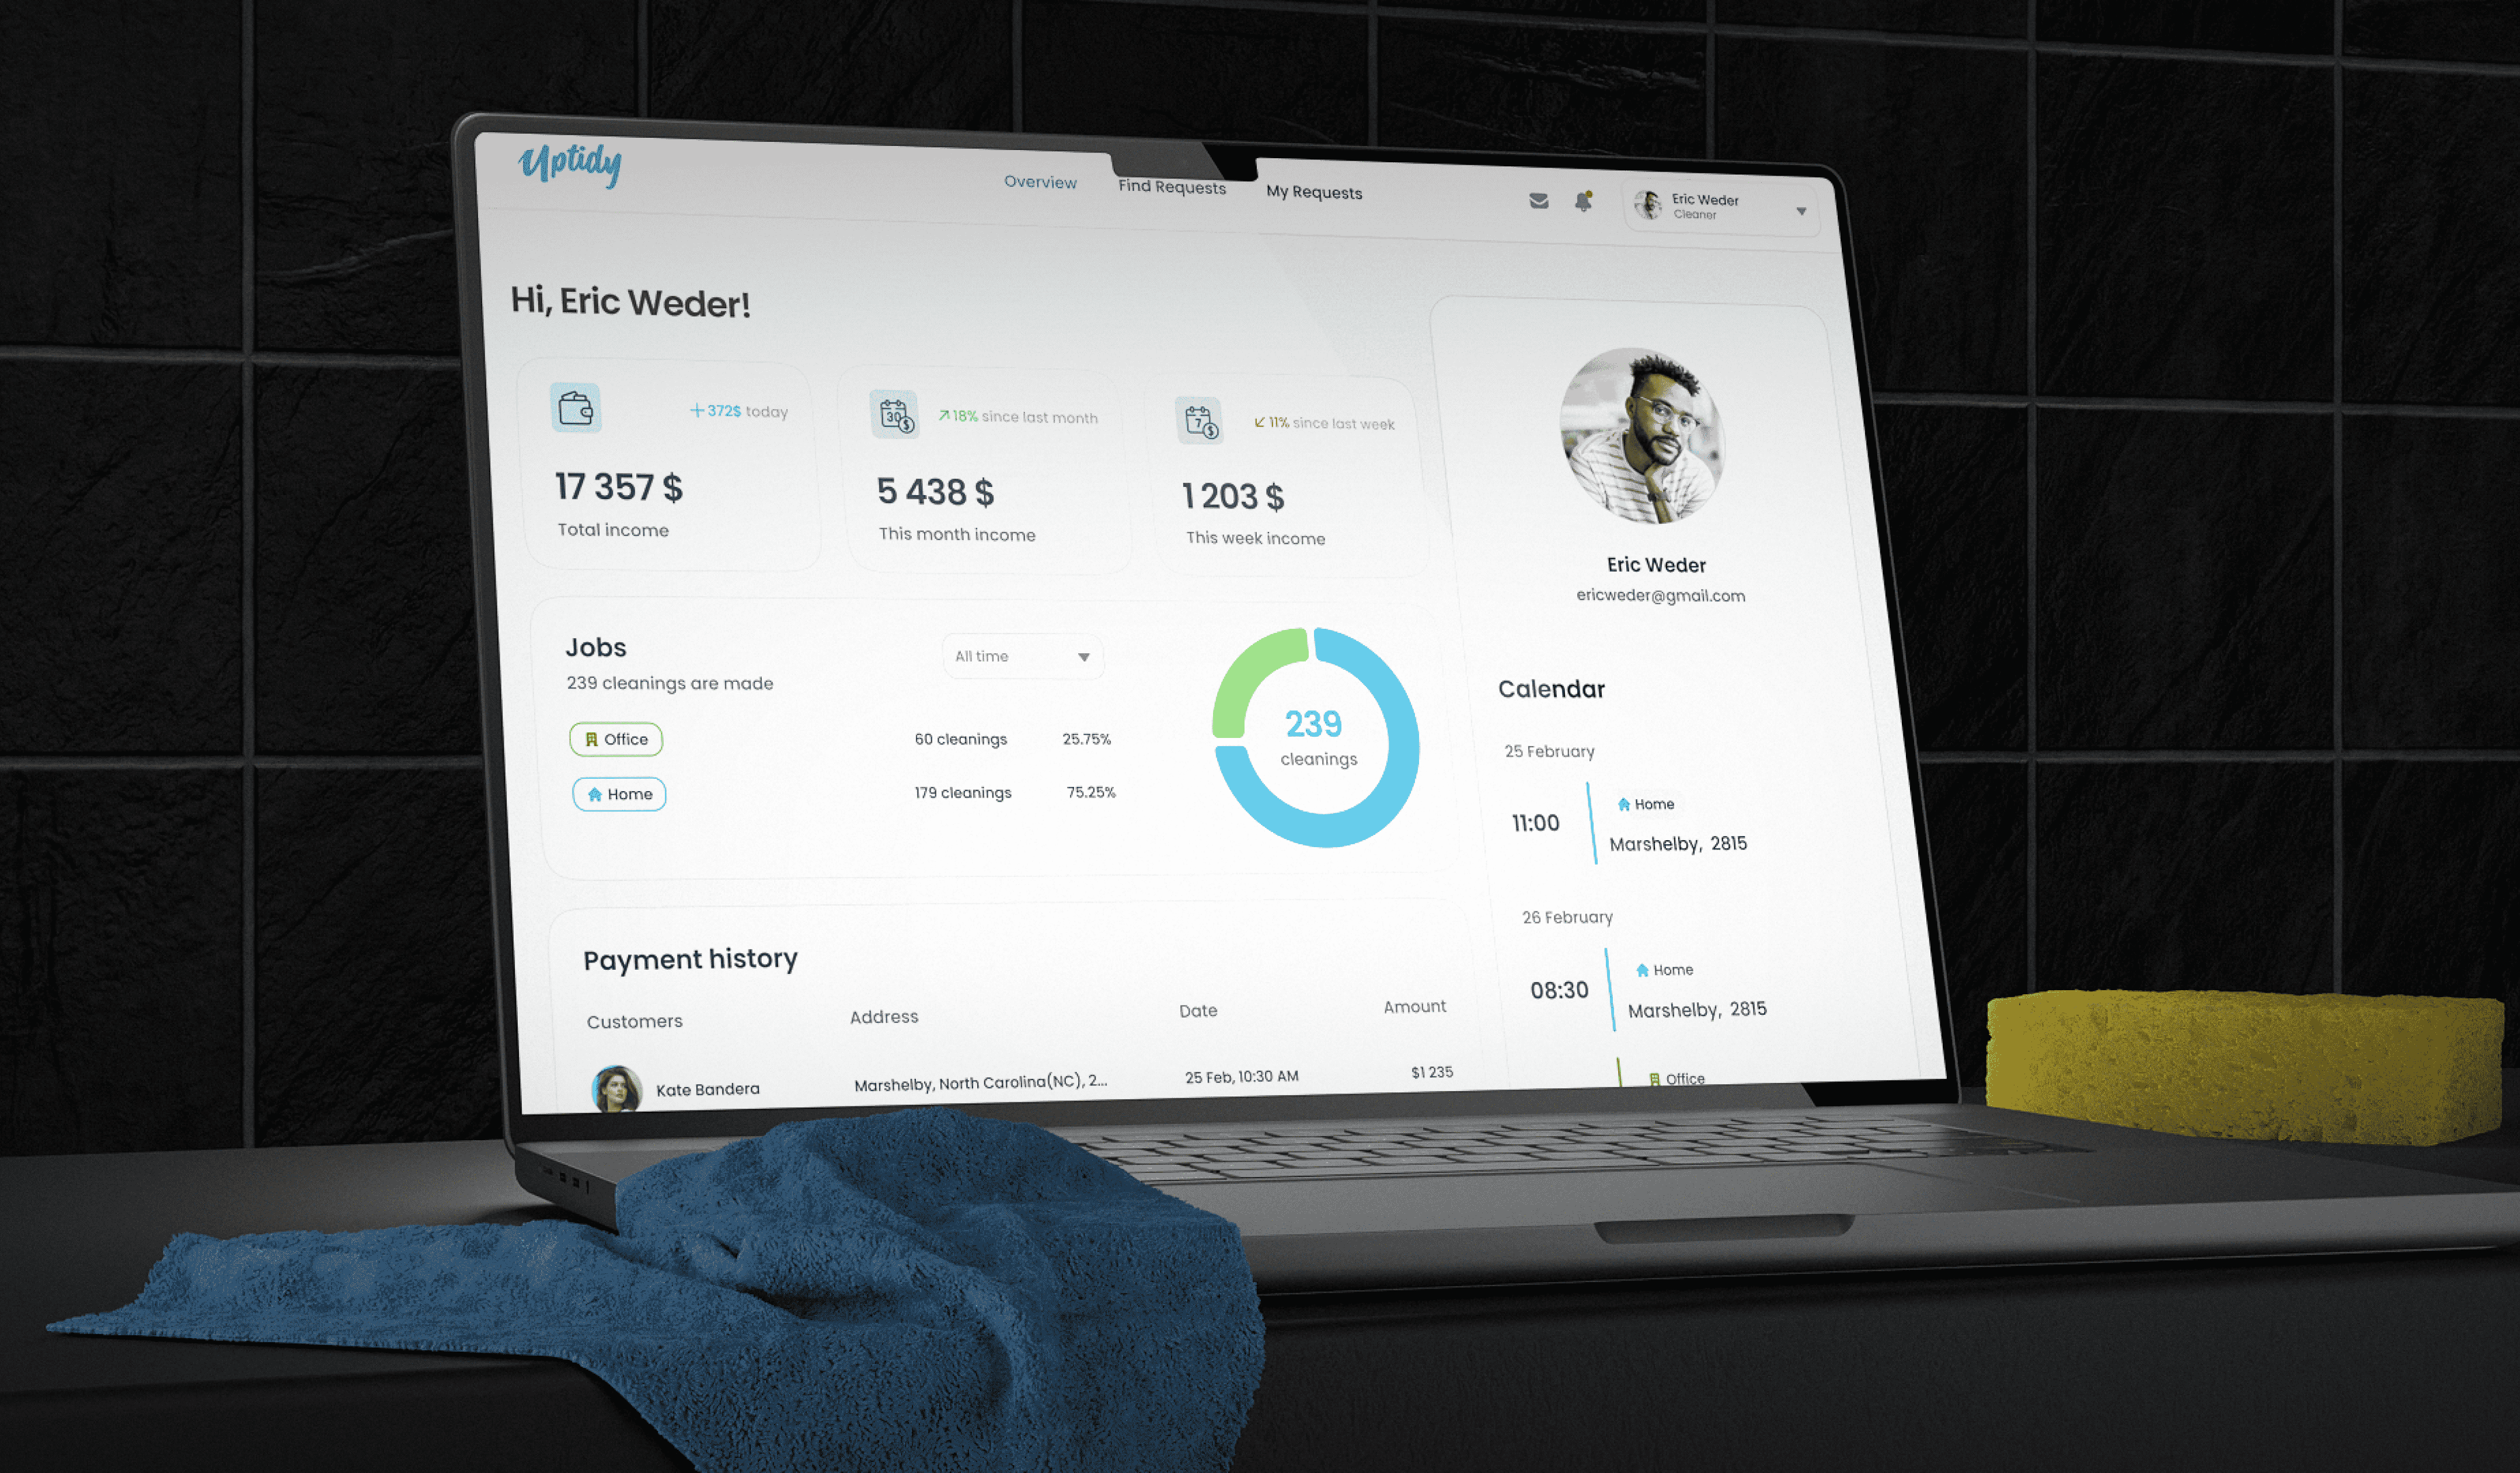 Uptidy
Overview
Find Requests
My Requests
Eric Weder
Cleaner
Hi, Eric Weder!
+372$ today
17 357 $
Total income
30
$
18% since last month
5 438 $
This month income
7
$
11% since last week
1 203 $
This week income
Eric Weder
ericweder@gmail.com
Jobs
239 cleanings are made
All time
Office
60 cleanings
25.75%
Home
179 cleanings
75.25%
239
cleanings
Calendar
25 February
11:00
Home
Marshelby, 2815
26 February
08:30
Home
Marshelby, 2815
Office
Payment history
Customers
Address
Date
Amount
Kate Bandera
Marshelby, North Carolina(NC), 2...
25 Feb, 10:30 AM
$1 235